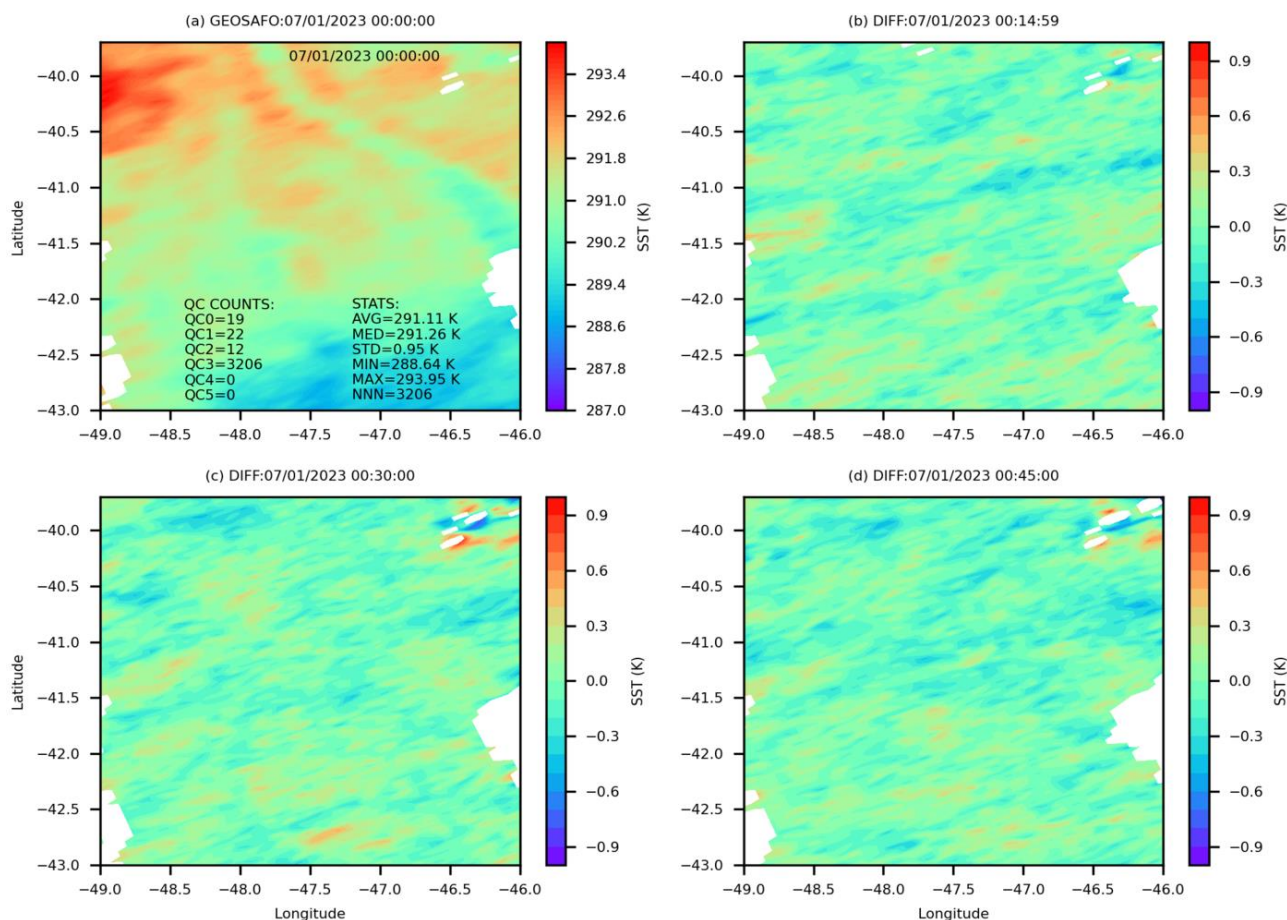 (a) GEOSAFO:07/01/2023 00:00:00
07/01/2023 00:00:00
−40.0
−40.5
−41.0
−41.5
−42.0
−42.5
−43.0
Latitude
−49.0 −48.5 −48.0 −47.5 −47.0 −46.5 −46.0
QC COUNTS:
QC0=19
QC1=22
QC2=12
QC3=3206
QC4=0
QC5=0
STATS:
AVG=291.11 K
MED=291.26 K
STD=0.95 K
MIN=288.64 K
MAX=293.95 K
NNN=3206
293.4
292.6
291.8
291.0
290.2
289.4
288.6
287.8
287.0
SST (K)
(b) DIFF:07/01/2023 00:14:59
−40.0
−40.5
−41.0
−41.5
−42.0
−42.5
−43.0
−49.0 −48.5 −48.0 −47.5 −47.0 −46.5 −46.0
0.9
0.6
0.3
0.0
−0.3
−0.6
−0.9
SST (K)
(c) DIFF:07/01/2023 00:30:00
−40.0
−40.5
−41.0
−41.5
−42.0
−42.5
−43.0
Latitude
−49.0 −48.5 −48.0 −47.5 −47.0 −46.5 −46.0
Longitude
0.9
0.6
0.3
0.0
−0.3
−0.6
−0.9
SST (K)
(d) DIFF:07/01/2023 00:45:00
−40.0
−40.5
−41.0
−41.5
−42.0
−42.5
−43.0
−49.0 −48.5 −48.0 −47.5 −47.0 −46.5 −46.0
Longitude
0.9
0.6
0.3
0.0
−0.3
−0.6
−0.9
SST (K)